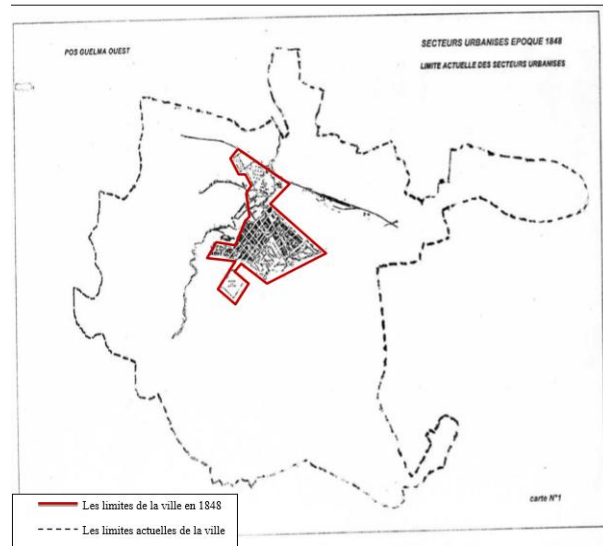 POS GUELMA OUEST
SECTEURS URBANISES EPOQUE 1848
LIMITE ACTUELLE DES SECTEURS URBANISES
carte N°1
Les limites de la ville en 1848
Les limites actuelles de la ville